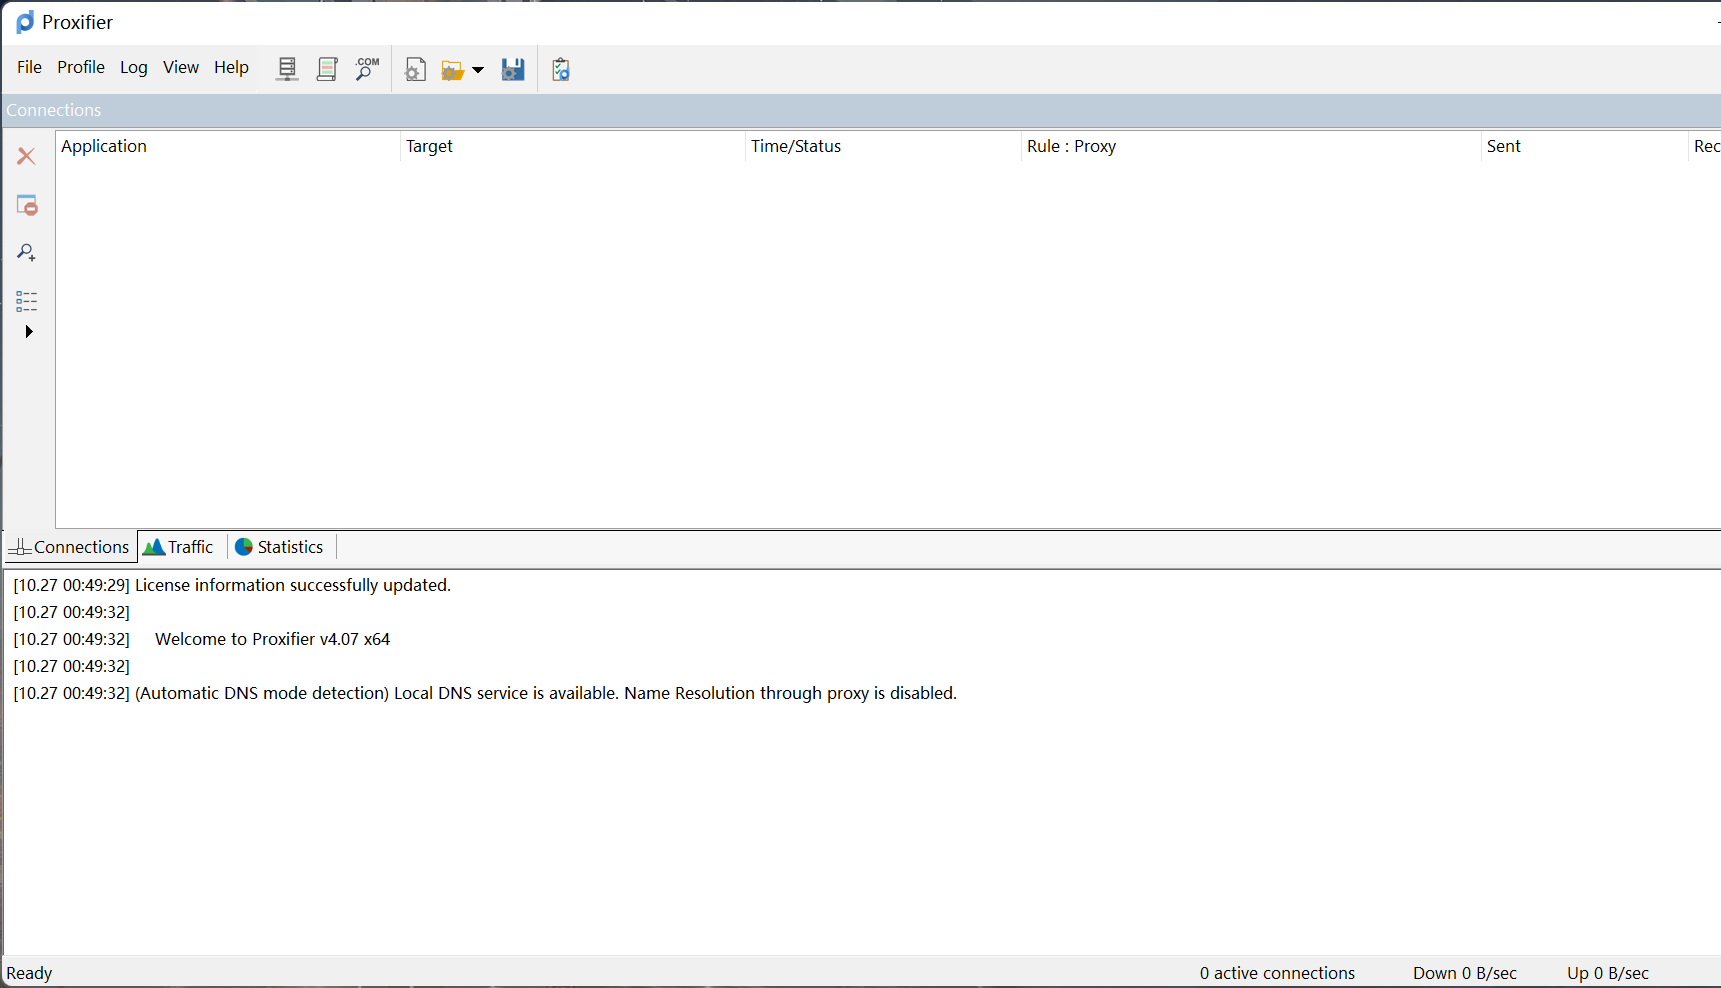 Proxifier
File Profile Log View Help .COM
Connections
Application Target Time/Status Rule : Proxy Sent Rec
Connections Traffic Statistics
[10.27 00:49:29] License information successfully updated.
[10.27 00:49:32]
[10.27 00:49:32] Welcome to Proxifier v4.07 x64
[10.27 00:49:32]
[10.27 00:49:32] (Automatic DNS mode detection) Local DNS service is available. Name Resolution through proxy is disabled.
Ready 0 active connections Down 0 B/sec Up 0 B/sec